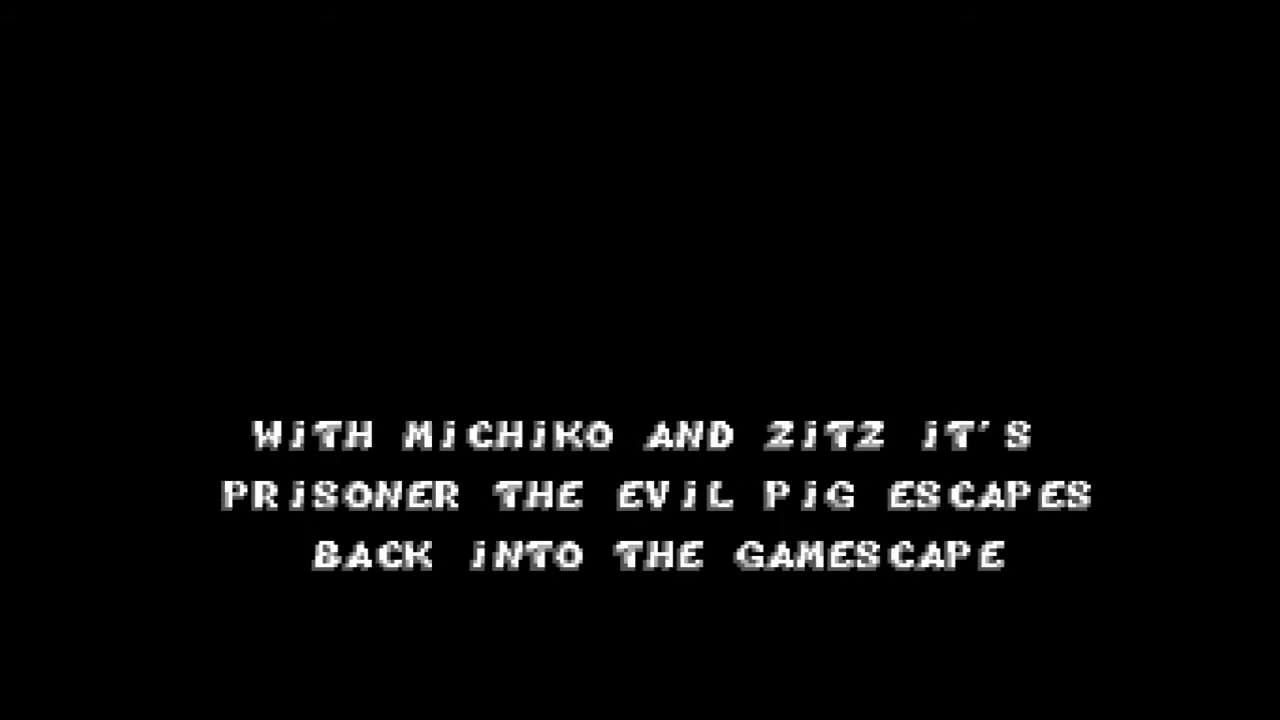 WiTH MiCHiKO AND ZiTZ iT'S
PRiSONER THE EViL PiG ESCAPES
BACK iNTO THE GAMESCAPE